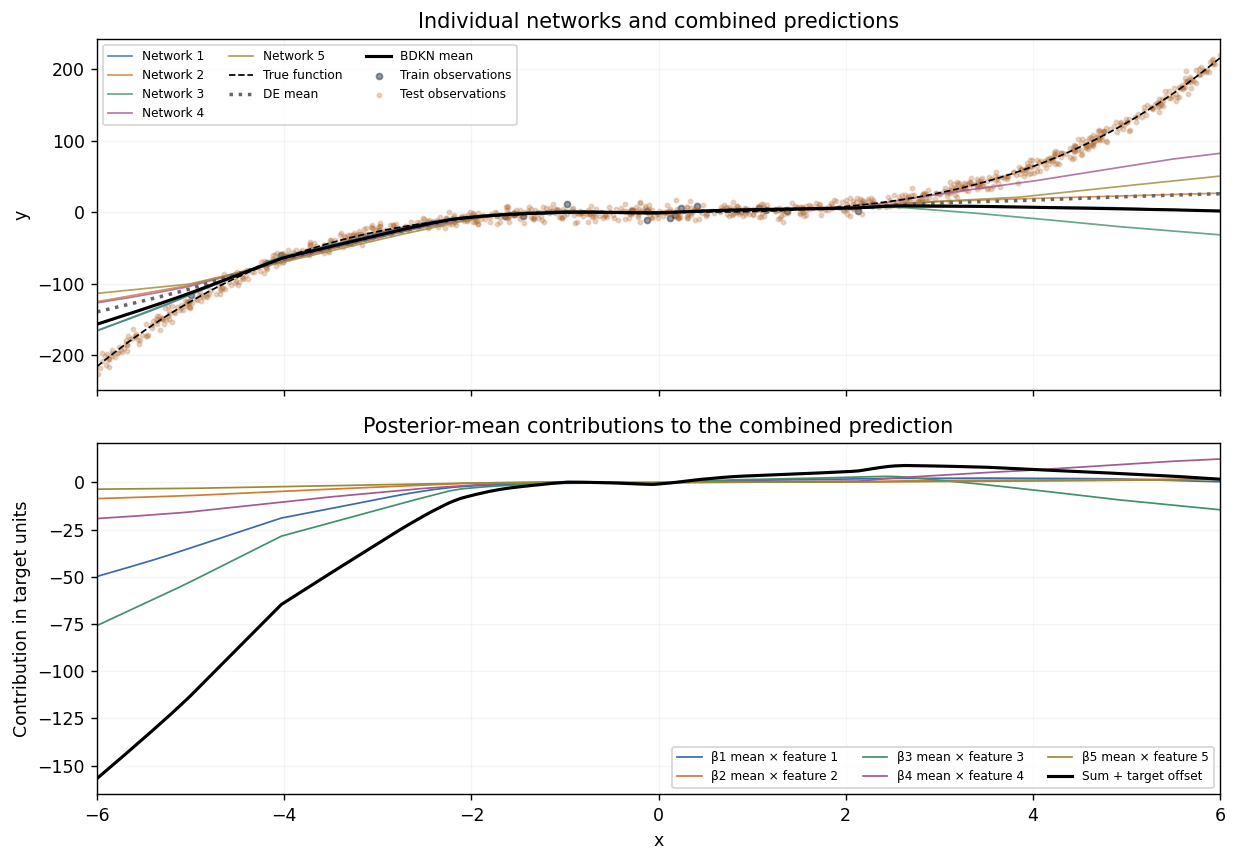 Individual networks and combined predictions
Network 1
Network 2
Network 3
Network 4
Network 5
True function
DE mean
BDKN mean
Train observations
Test observations
200
100
0
−100
−200
y
Posterior-mean contributions to the combined prediction
0
−25
−50
−75
−100
−125
−150
Contribution in target units
β1 mean × feature 1
β2 mean × feature 2
β3 mean × feature 3
β4 mean × feature 4
β5 mean × feature 5
Sum + target offset
−6 −4 −2 0 2 4 6
x